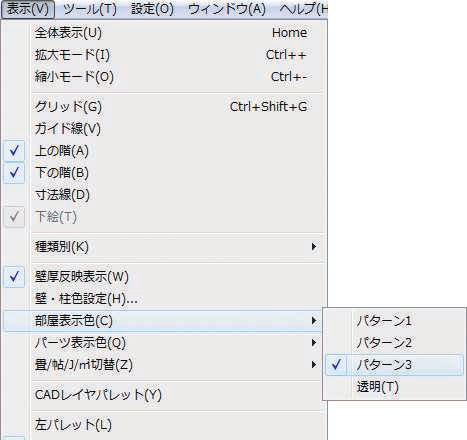 表示(V) ツール(T) 設定(O) ウィンドウ(A) ヘルプ(H
全体表示(U) Home
拡大モード(I) Ctrl++
縮小モード(O) Ctrl+-
グリッド(G) Ctrl+Shift+G
ガイド線(V)
上の階(A)
下の階(B)
寸法線(D)
下絵(T)
種類別(K)
壁厚反映表示(W)
壁・柱色設定(H)...
部屋表示色(C)
パーツ表示色(Q)
畳/帖/J/㎡切替(Z)
CADレイヤパレット(Y)
左パレット(L)
パターン1
パターン2
パターン3
透明(T)